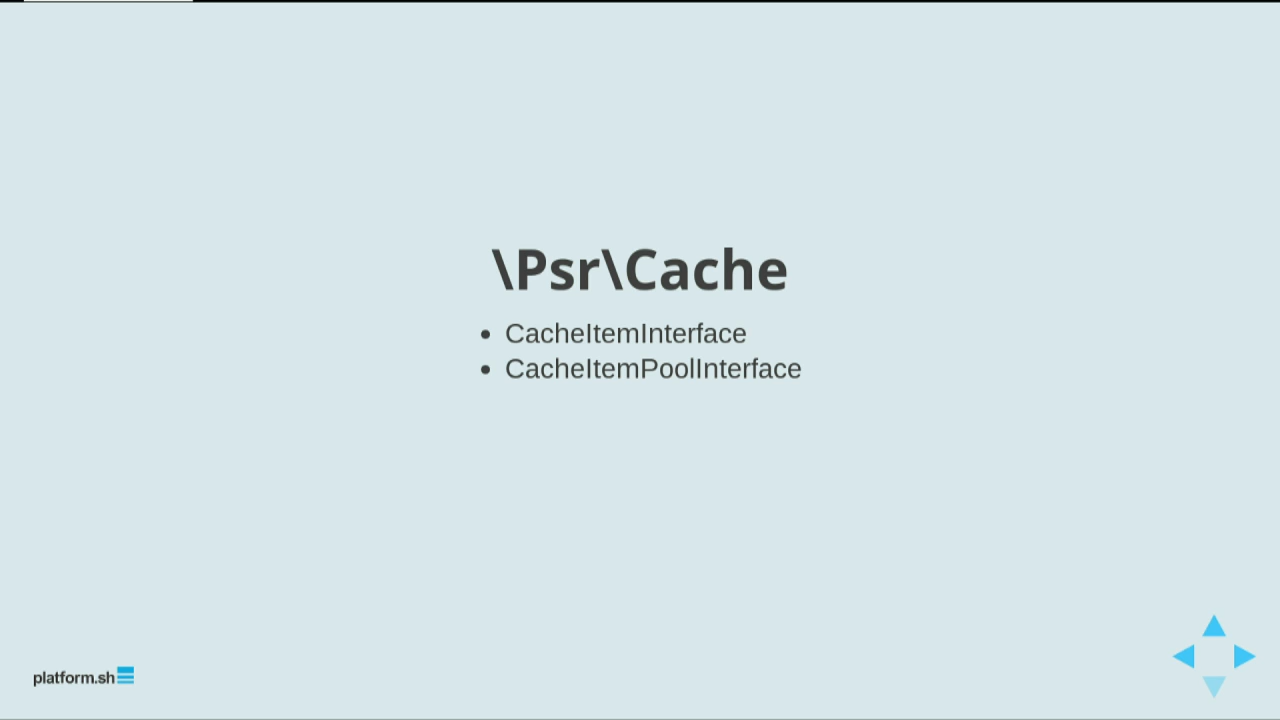 \Psr\Cache
CacheItemInterface
CacheItemPoolInterface
platform.sh